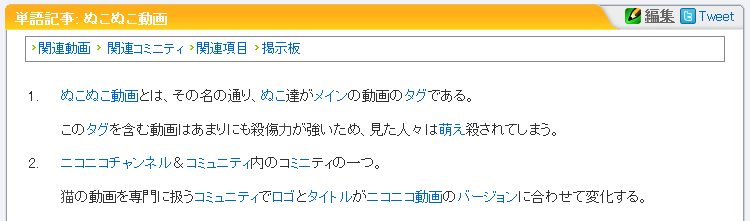 単語記事: ぬこぬこ動画
編集 Tweet
関連動画 関連コミニティ 関連項目 掲示板
1. ぬこぬこ動画とは、その名の通り、ぬこ達がメインの動画のタグである。
このタグを含む動画はあまりにも殺傷力が強いため、見た人々は萌え殺されてしまう。
2. ニコニコチャンネル＆コミュニティ内のコミニティの一つ。
猫の動画を専門に扱うコミュニティでロゴとタイトルがニコニコ動画のバージョンに合わせて変化する。